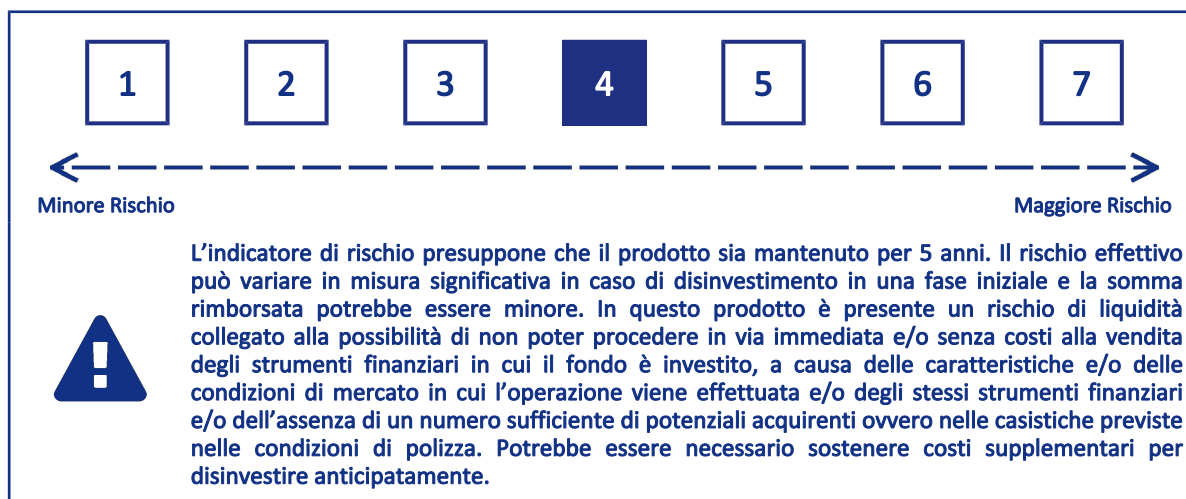 1 2 3 4 5 6 7
Minore Rischio Maggiore Rischio
L’indicatore di rischio presuppone che il prodotto sia mantenuto per 5 anni. Il rischio effettivo
può variare in misura significativa in caso di disinvestimento in una fase iniziale e la somma
rimborsata potrebbe essere minore. In questo prodotto è presente un rischio di liquidità
collegato alla possibilità di non poter procedere in via immediata e/o senza costi alla vendita
degli strumenti finanziari in cui il fondo è investito, a causa delle caratteristiche e/o delle
condizioni di mercato in cui l’operazione viene effettuata e/o degli stessi strumenti finanziari
e/o dell’assenza di un numero sufficiente di potenziali acquirenti ovvero nelle casistiche previste
nelle condizioni di polizza. Potrebbe essere necessario sostenere costi supplementari per
disinvestire anticipatamente.